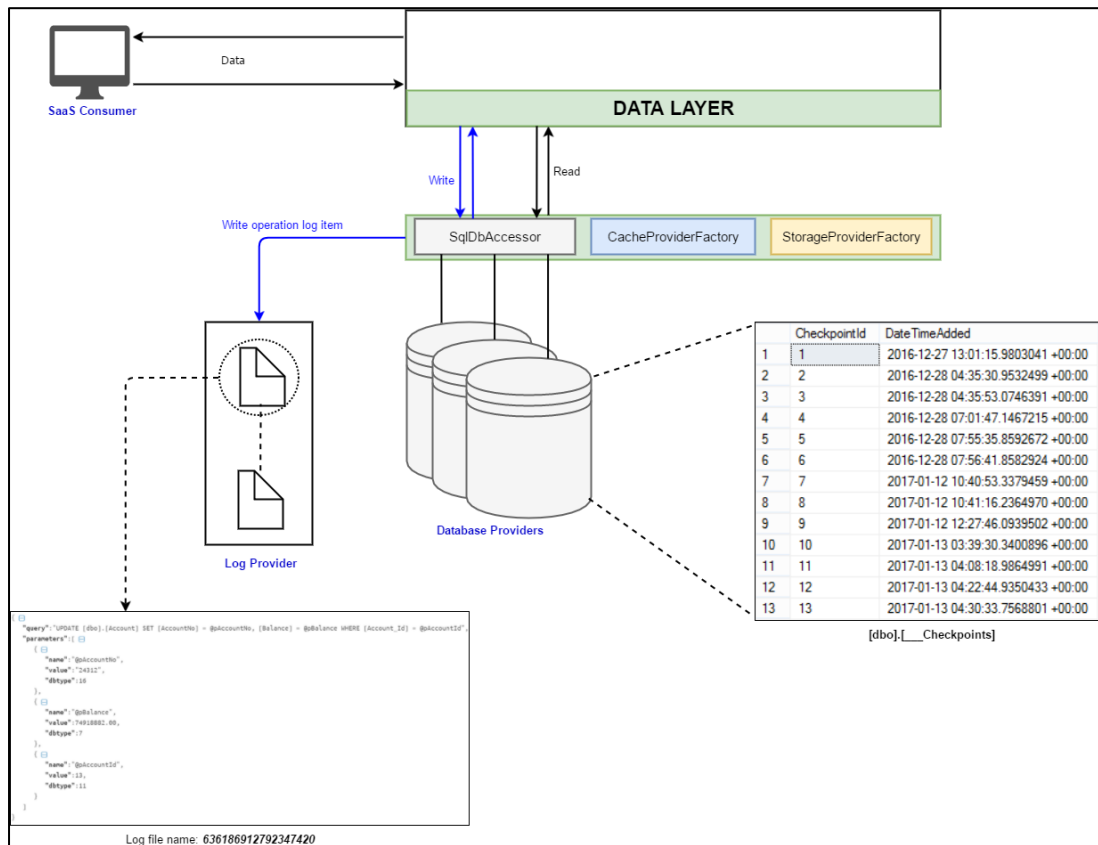 Data
SaaS Consumer
DATA LAYER
Write
Read
Write operation log item
SqlDbAccessor
CacheProviderFactory
StorageProviderFactory
CheckpointId DateTimeAdded
1 1 2016-12-27 13:01:15.9803041 +00:00
2 2 2016-12-28 04:35:30.9532499 +00:00
3 3 2016-12-28 04:35:53.0746391 +00:00
4 4 2016-12-28 07:01:47.1467215 +00:00
5 5 2016-12-28 07:55:35.8592672 +00:00
6 6 2016-12-28 07:56:41.8582924 +00:00
7 7 2017-01-12 10:40:53.3379459 +00:00
8 8 2017-01-12 10:41:16.2364970 +00:00
9 9 2017-01-12 12:27:46.0939502 +00:00
10 10 2017-01-13 03:39:30.3400896 +00:00
11 11 2017-01-13 04:08:18.9864991 +00:00
12 12 2017-01-13 04:22:44.9350433 +00:00
13 13 2017-01-13 04:30:33.7568801 +00:00
[dbo].[___Checkpoints]
Database Providers
Log Provider
{
"query":"UPDATE [dbo].[Account] SET [AccountNo] = @pAccountNo, [Balance] = @pBalance WHERE [Account_Id] = @pAccountId",
"parameters":[
{
"name":"@pAccountNo",
"value":"24312",
"dbtype":16
},
{
"name":"@pBalance",
"value":74918882.00,
"dbtype":7
},
{
"name":"@pAccountId",
"value":13,
"dbtype":11
}
]
}
Log file name: 636186912792347420